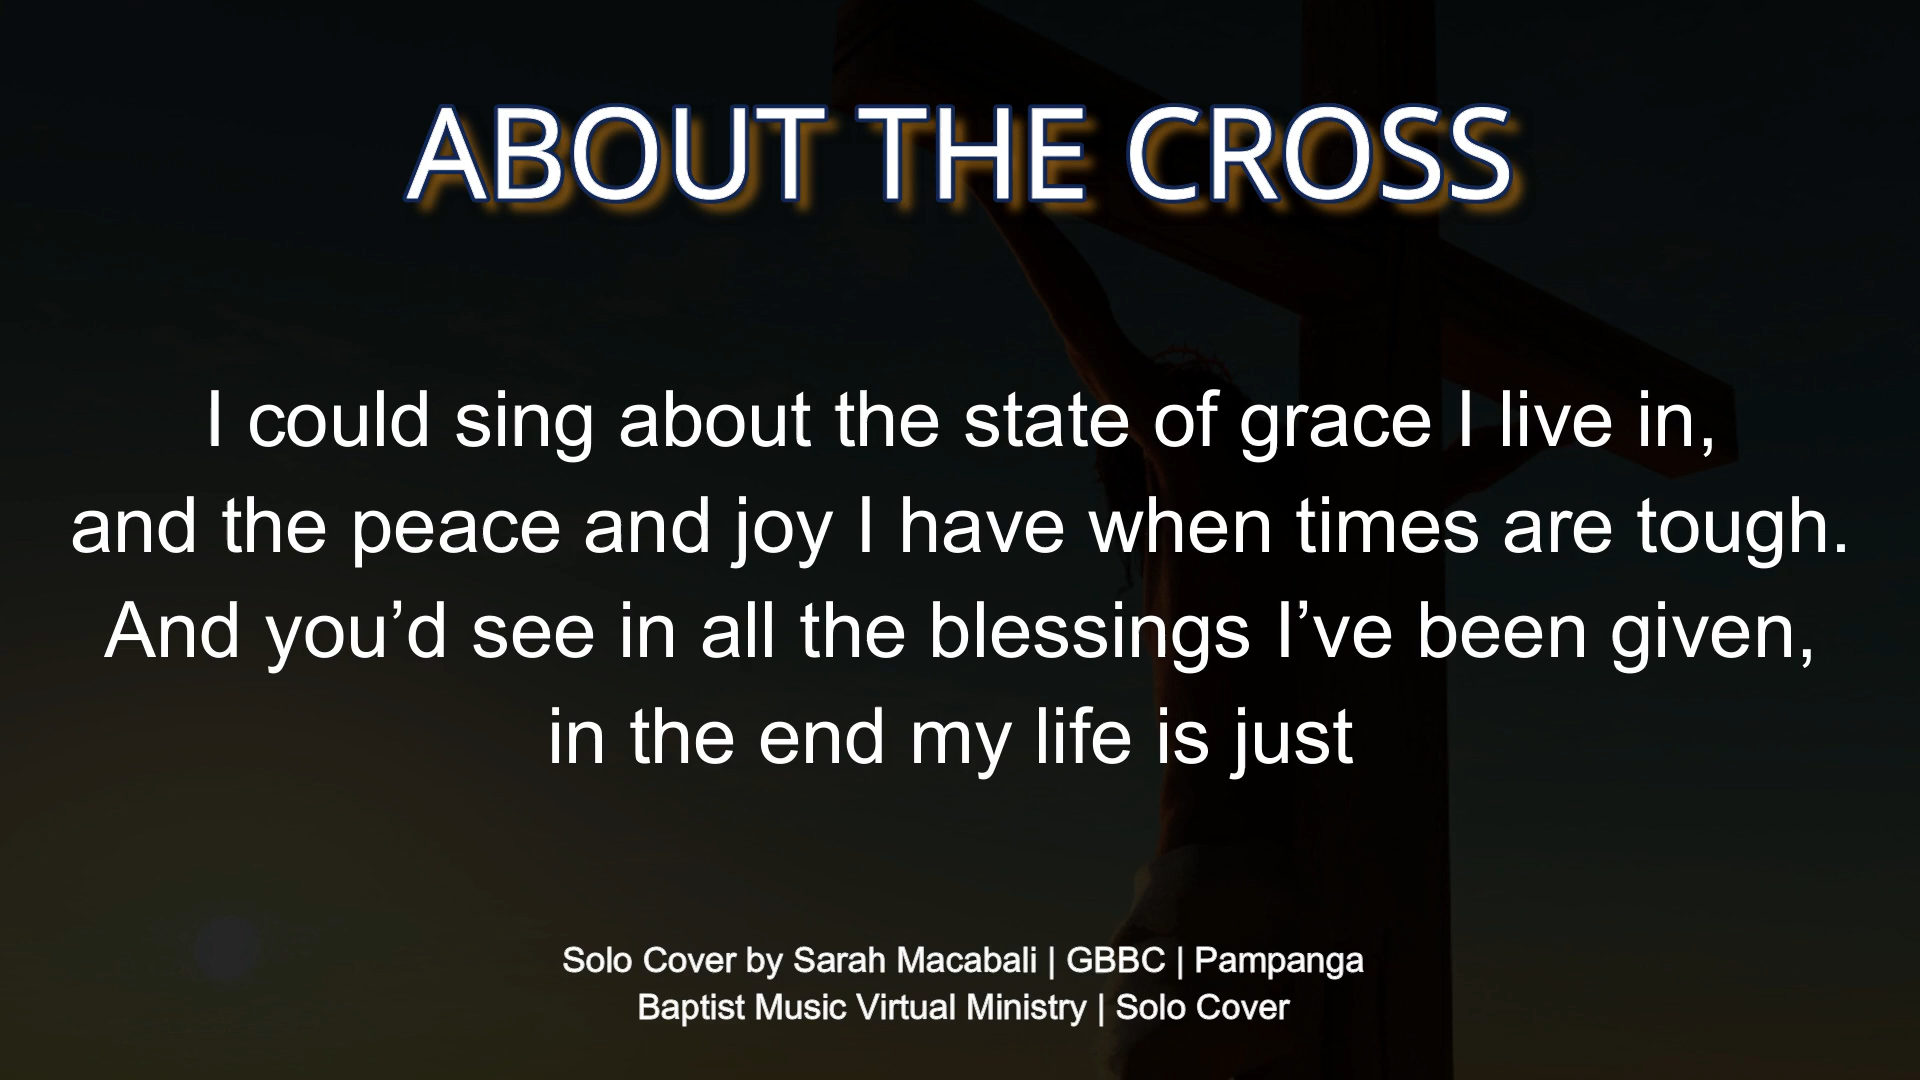 ABOUT THE CROSS
I could sing about the state of grace I live in,
and the peace and joy I have when times are tough.
And you’d see in all the blessings I’ve been given,
in the end my life is just
Solo Cover by Sarah Macabali | GBBC | Pampanga
Baptist Music Virtual Ministry | Solo Cover